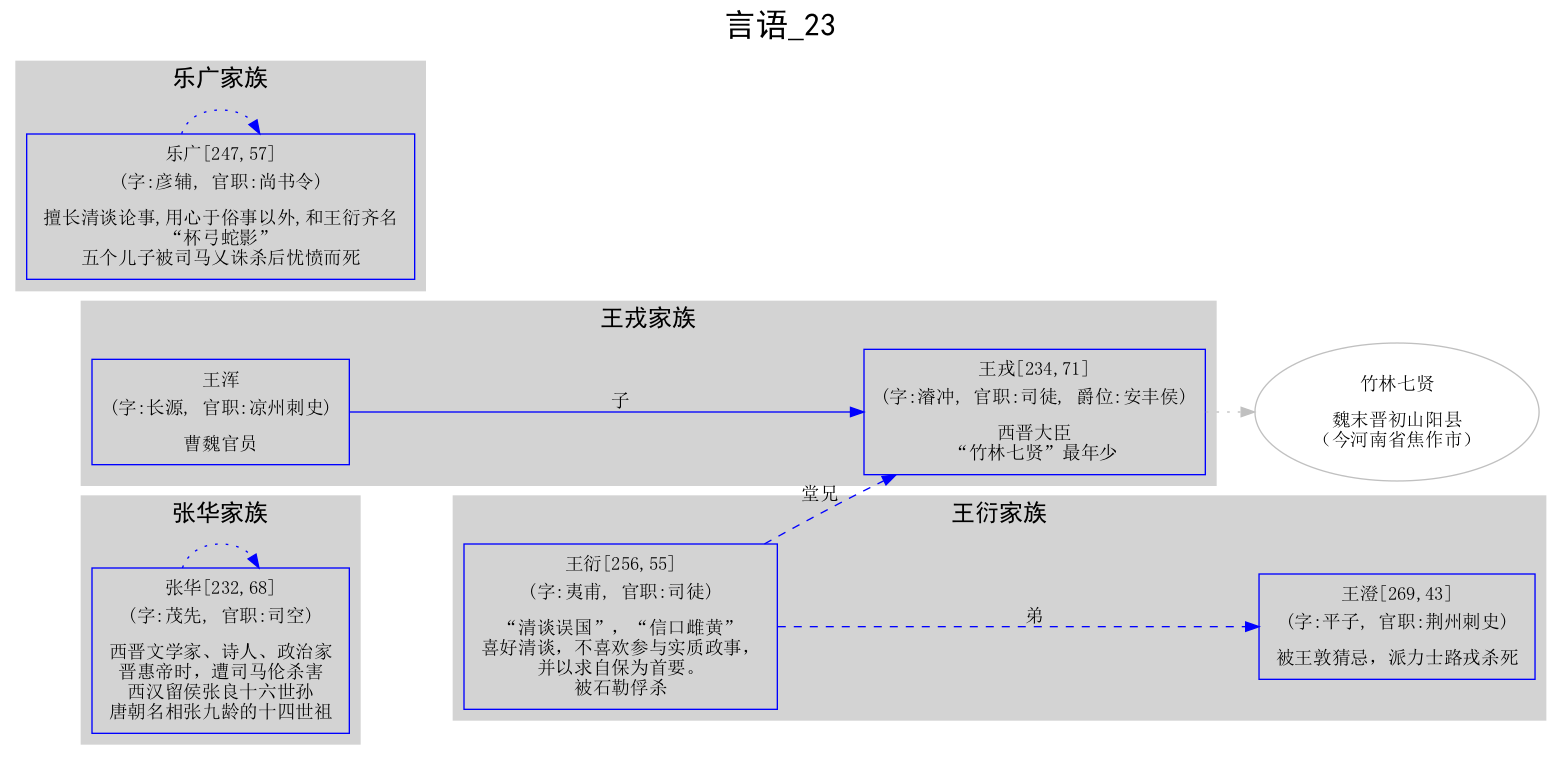 言语_23
乐广家族
乐广[247,57]
(字:彦辅, 官职:尚书令)
擅长清谈论事,用心于俗事以外,和王衍齐名
“杯弓蛇影”
五个儿子被司马乂诛杀后忧愤而死
王戎家族
王浑
(字:长源, 官职:凉州刺史)
曹魏官员
子
王戎[234,71]
(字:濬冲, 官职:司徒, 爵位:安丰侯)
西晋大臣
“竹林七贤”最年少
竹林七贤
魏末晋初山阳县
（今河南省焦作市）
堂兄
张华家族
张华[232,68]
(字:茂先, 官职:司空)
西晋文学家、诗人、政治家
晋惠帝时，遭司马伦杀害
西汉留侯张良十六世孙
唐朝名相张九龄的十四世祖
王衍家族
王衍[256,55]
(字:夷甫, 官职:司徒)
“清谈误国”，“信口雌黄”
喜好清谈，不喜欢参与实质政事，
并以求自保为首要。
被石勒俘杀
弟
王澄[269,43]
(字:平子, 官职:荆州刺史)
被王敦猜忌，派力士路戎杀死